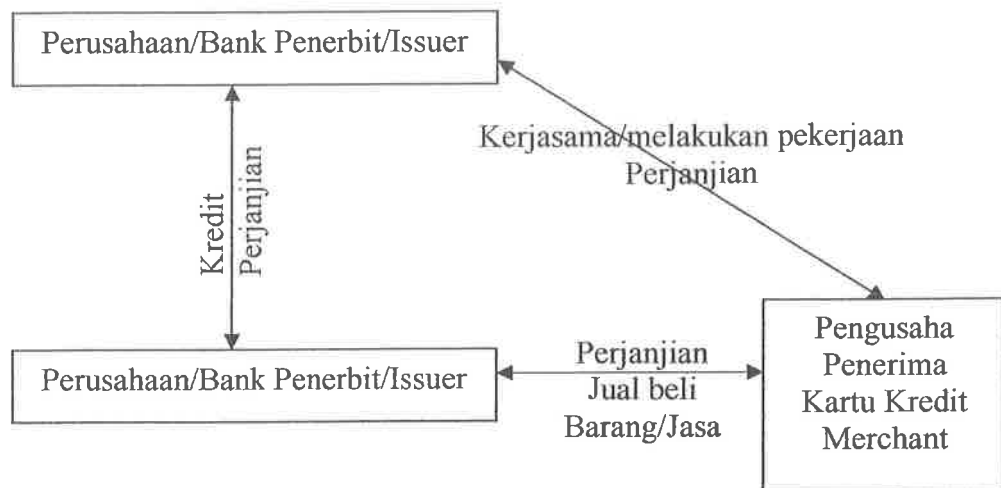 Perusahaan/Bank Penerbit/Issuer
Kerjasama/melakukan pekerjaan
Perjanjian
Kredit
Perjanjian
Perusahaan/Bank Penerbit/Issuer
Perjanjian
Jual beli
Barang/Jasa
Pengusaha
Penerima
Kartu Kredit
Merchant